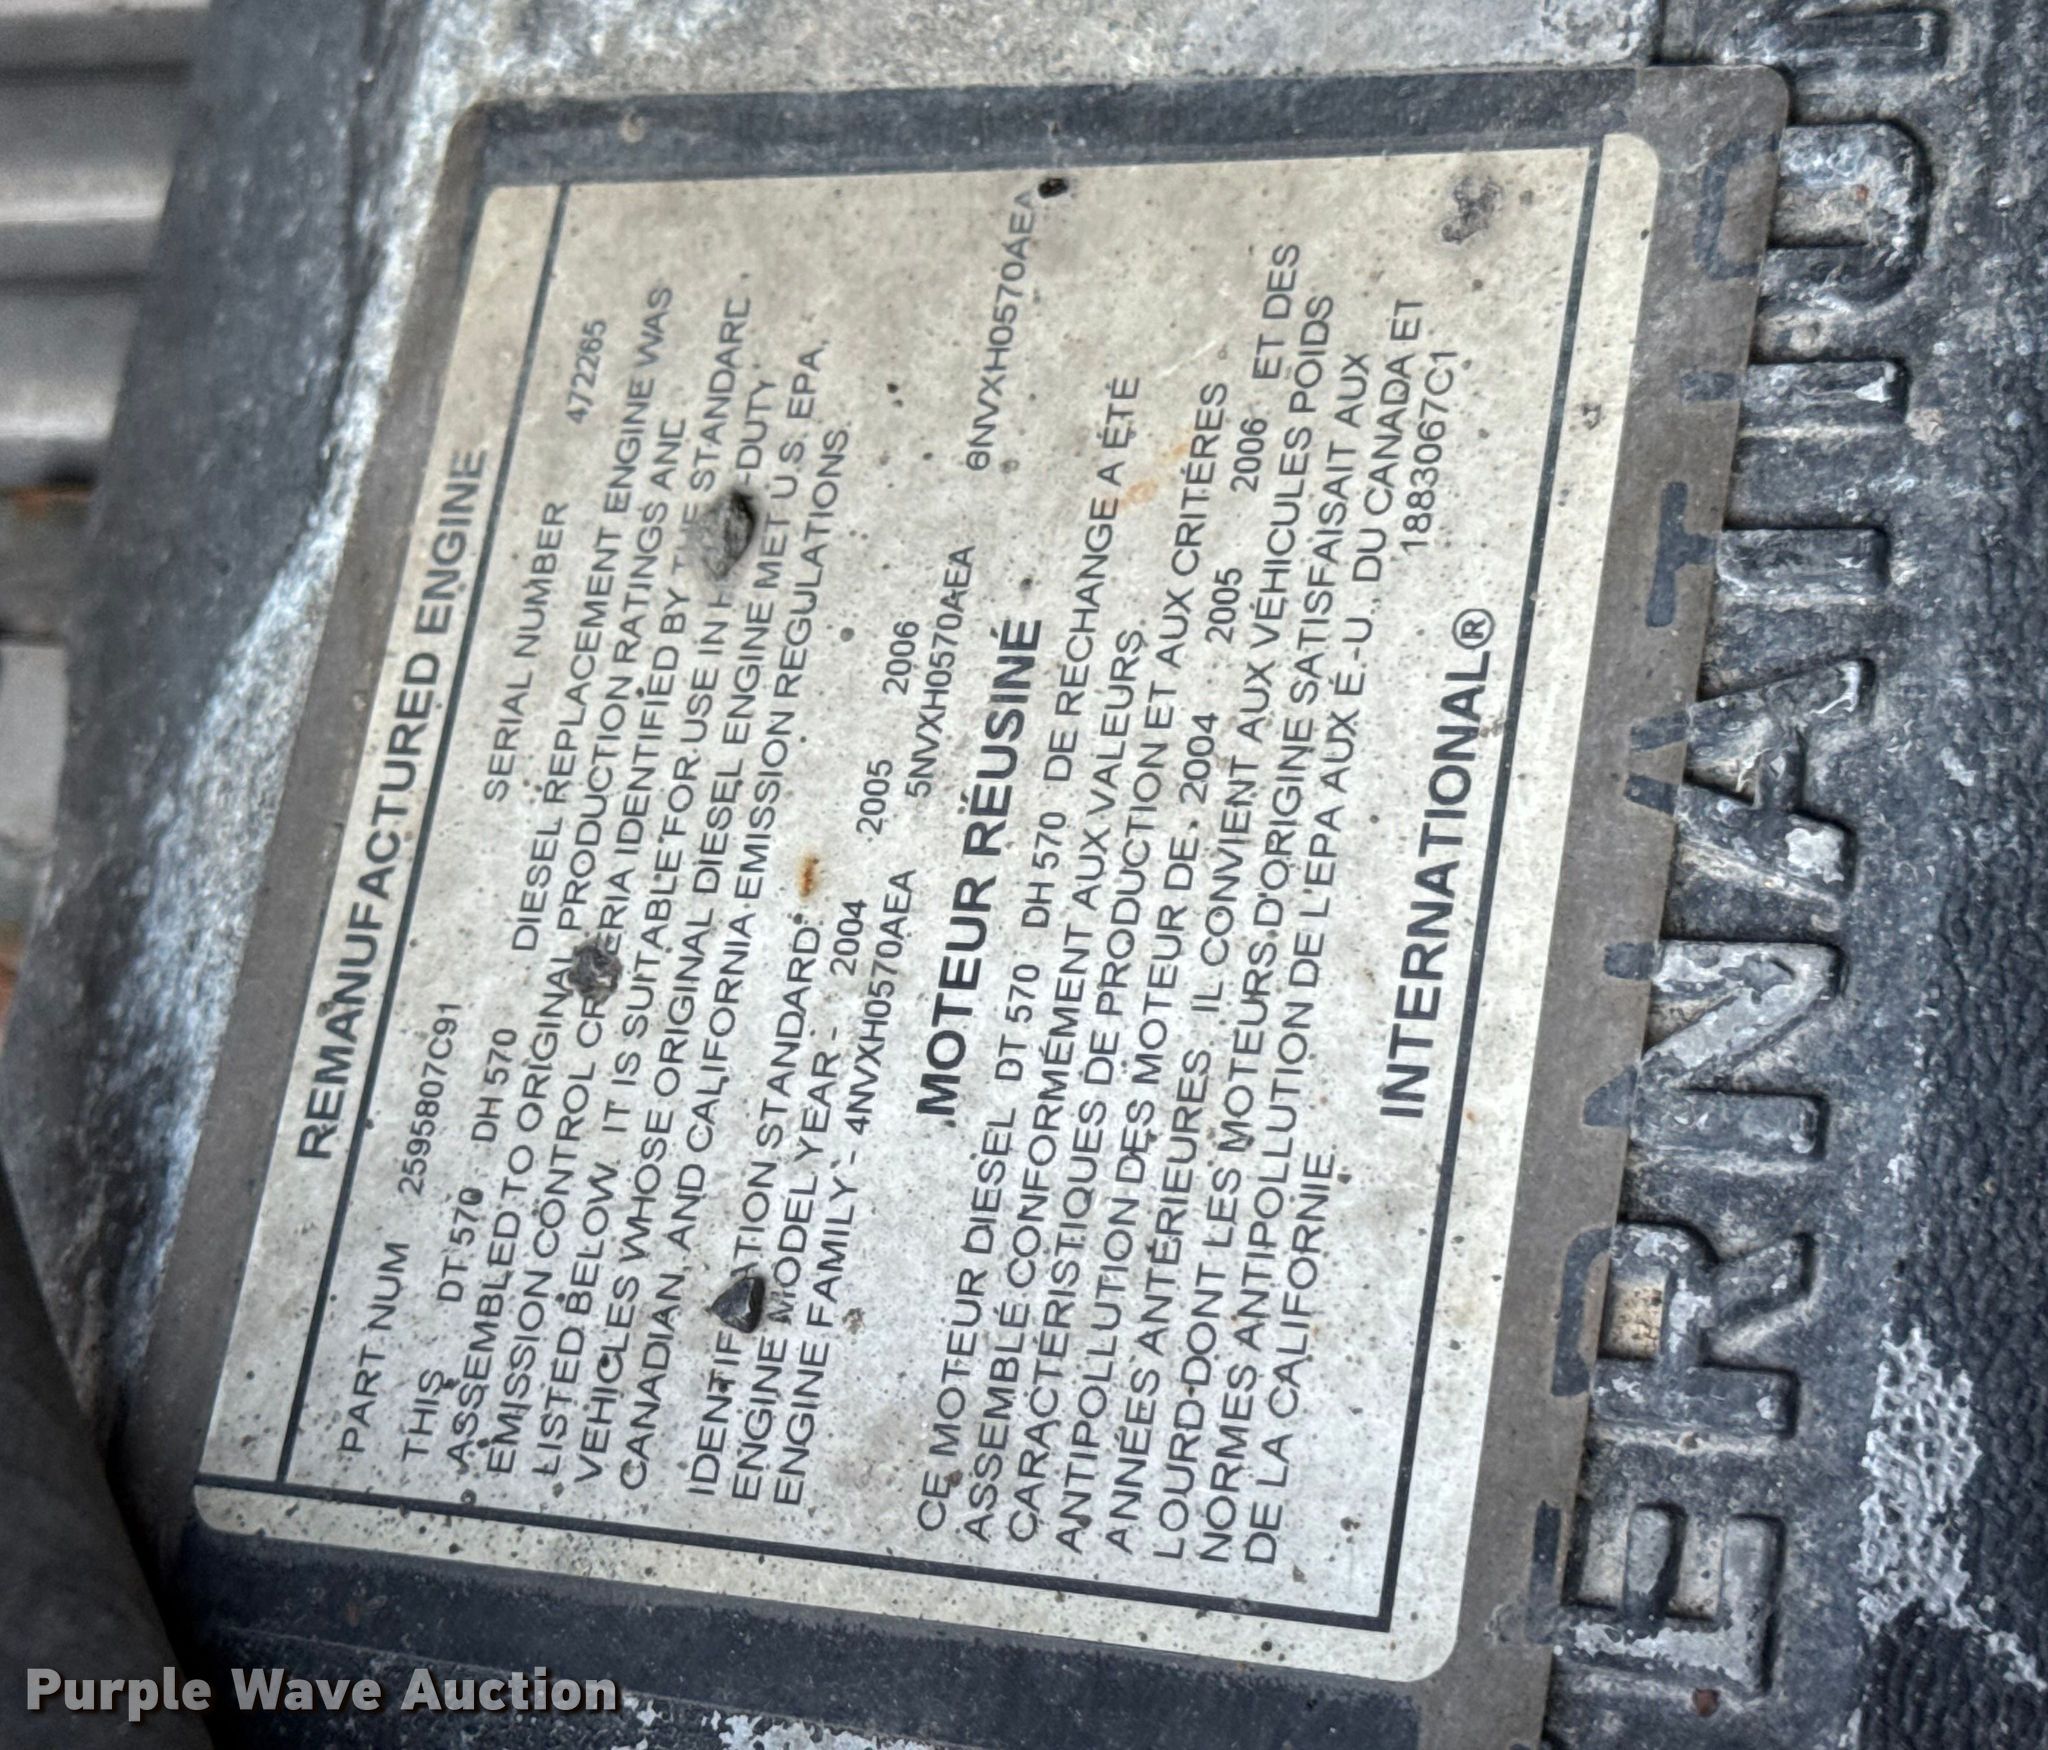 REMANUFACTURED ENGINE
PART NUM 2595807C91 SERIAL NUMBER 472265
THIS DT 570 DH 570 DIESEL REPLACEMENT ENGINE WAS
ASSEMBLED TO ORIGINAL PRODUCTION RATINGS AND
EMISSION CONTROL CRITERIA IDENTIFIED BY THE STANDARD
LISTED BELOW. IT IS SUITABLE FOR USE IN H -DUTY
VEHICLES WHOSE ORIGINAL DIESEL ENGINE MET U.S. EPA,
CANADIAN, AND CALIFORNIA EMISSION REGULATIONS.
IDENTIFICATION STANDARD:
ENGINE MODEL YEAR - 2004 2005 2006
ENGINE FAMILY - 4NVXH0570AEA 5NVXH0570AEA 6NVXH0570AEA
MOTEUR RÉUSINÉ
CE MOTEUR DIESEL DT 570 DH 570 DE RECHANGE A ÉTÉ
ASSEMBLÉ CONFORMÉMENT AUX VALEURS
CARACTÉRISTIQUES DE PRODUCTION ET AUX CRITÉRES
ANTIPOLLUTION DES MOTEUR DE 2004 2005 2006 ET DES
ANNÉES ANTÉRIEURES. IL CONVIENT AUX VÉHICULES POIDS
LOURD DONT LES MOTEURS D'ORIGINE SATISFAISAIT AUX
NORMES ANTIPOLLUTION DE L'EPA AUX É.-U., DU CANADA ET
DE LA CALIFORNIE. 1883067C1
INTERNATIONAL®
ERNATION
Purple Wave Auction